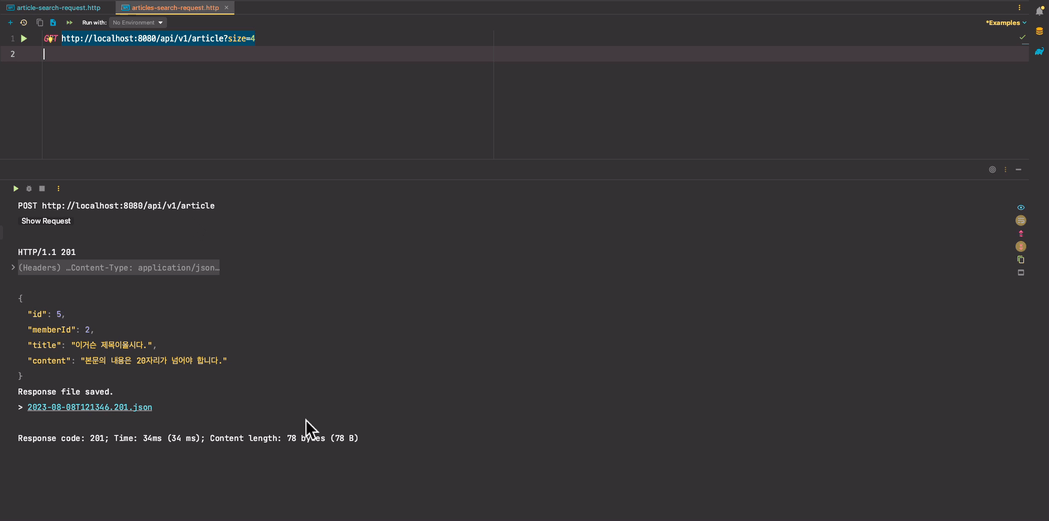 article-search-request.http
articles-search-request.http
Run with:
No Environment
*Examples
1
GET http://localhost:8080/api/v1/article?size=4
2
POST http://localhost:8080/api/v1/article
Show Request
HTTP/1.1 201
(Headers) …Content-Type: application/json…
{
"id": 5,
"memberId": 2,
"title": "이거슨 제목이올시다.",
"content": "본문의 내용은 20자리가 넘어야 합니다."
}
Response file saved.
> 2023-08-08T121346.201.json
Response code: 201; Time: 34ms (34 ms); Content length: 78 bytes (78 B)